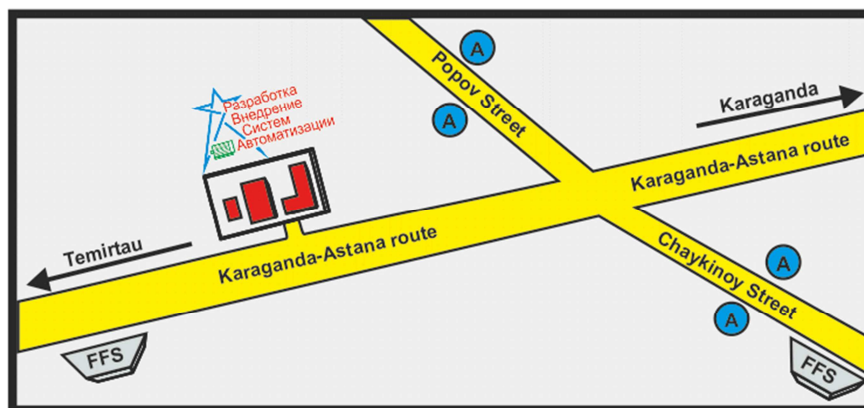 A
Popov Street
A
Karaganda
Разработка
Внедрение
Систем
Автоматизации
Karaganda-Astana route
Temirtau
Karaganda-Astana route
Chaykinoy Street
A
A
FFS
FFS